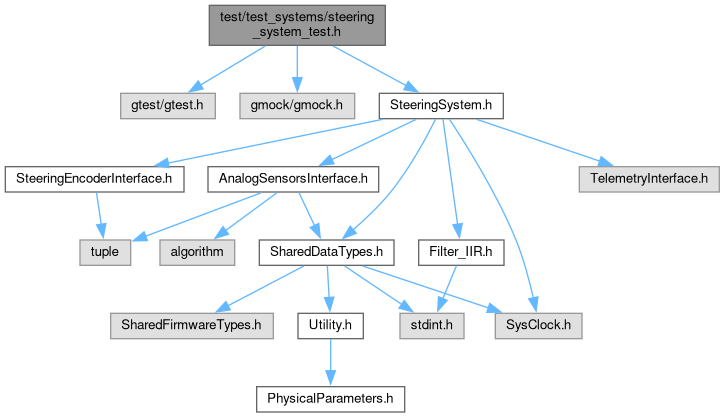 test/test_systems/steering
_system_test.h
gtest/gtest.h
gmock/gmock.h
SteeringSystem.h
SteeringEncoderInterface.h
AnalogSensorsInterface.h
TelemetryInterface.h
tuple
algorithm
SharedDataTypes.h
Filter_IIR.h
SharedFirmwareTypes.h
Utility.h
stdint.h
SysClock.h
PhysicalParameters.h